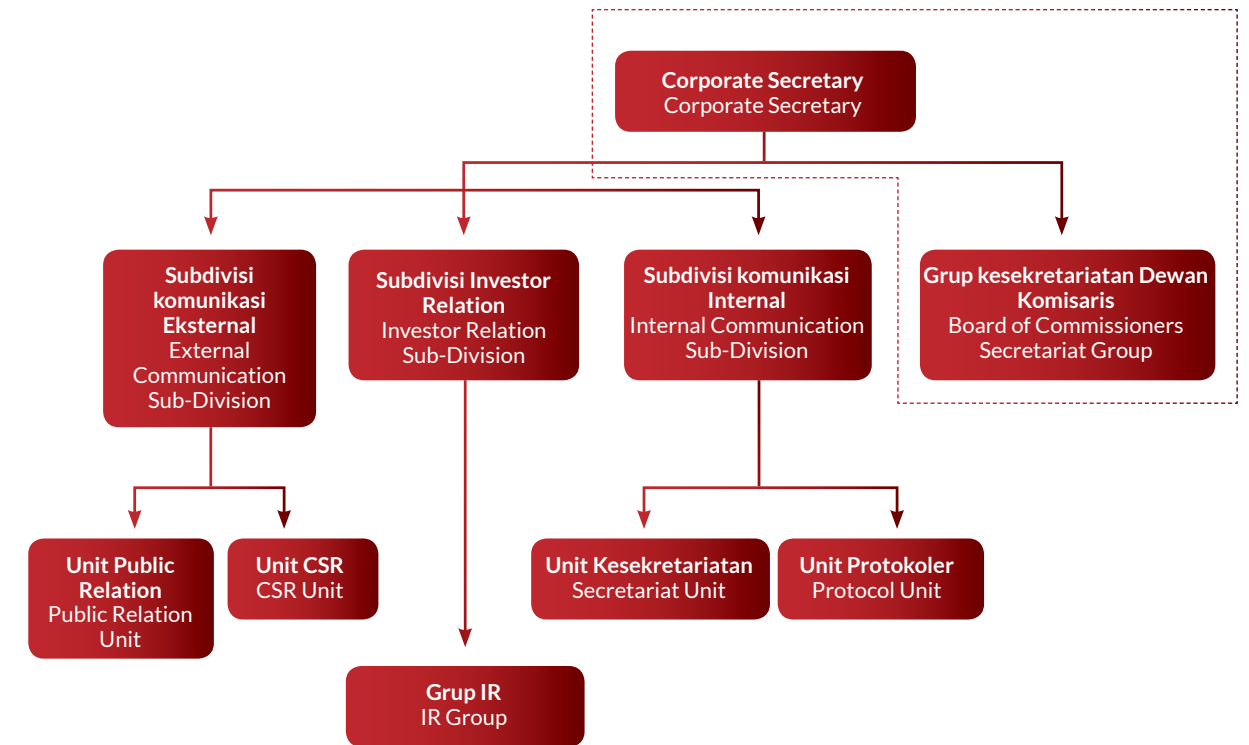 Corporate Secretary
Corporate Secretary
Subdivisi
komunikasi
Eksternal
External
Communication
Sub-Division
Subdivisi Investor
Relation
Investor Relation
Sub-Division
Subdivisi komunikasi
Internal
Internal Communication
Sub-Division
Grup kesekretariatan Dewan
Komisaris
Board of Commissioners
Secretariat Group
Unit Public
Relation
Public Relation
Unit
Unit CSR
CSR Unit
Unit Kesekretariatan
Secretariat Unit
Unit Protokoler
Protocol Unit
Grup IR
IR Group